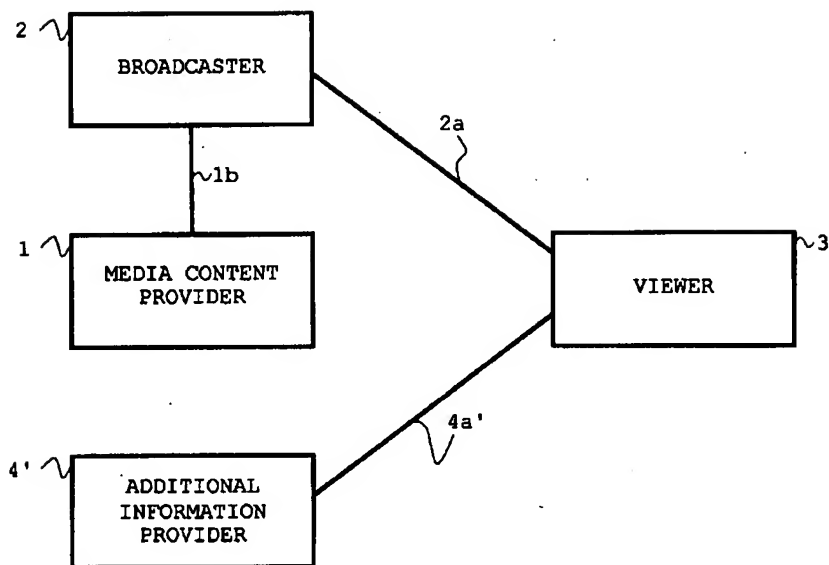 2
BROADCASTER
2a
1b
1
MEDIA CONTENT
PROVIDER
3
VIEWER
4a'
4'
ADDITIONAL
INFORMATION
PROVIDER